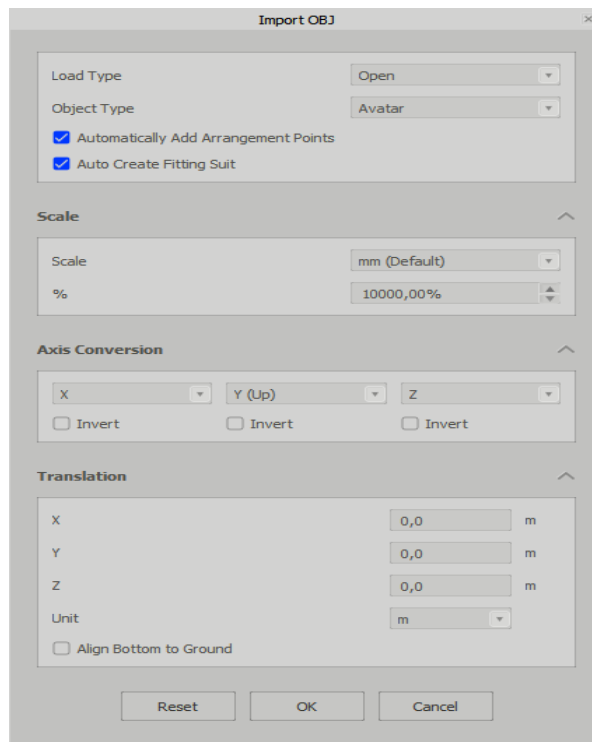 Import OBJ
Load Type Open
Object Type Avatar
Automatically Add Arrangement Points
Auto Create Fitting Suit
Scale
Scale mm (Default)
% 10000,00%
Axis Conversion
X Y (Up) Z
Invert Invert Invert
Translation
X 0,0 m
Y 0,0 m
Z 0,0 m
Unit m
Align Bottom to Ground
Reset OK Cancel